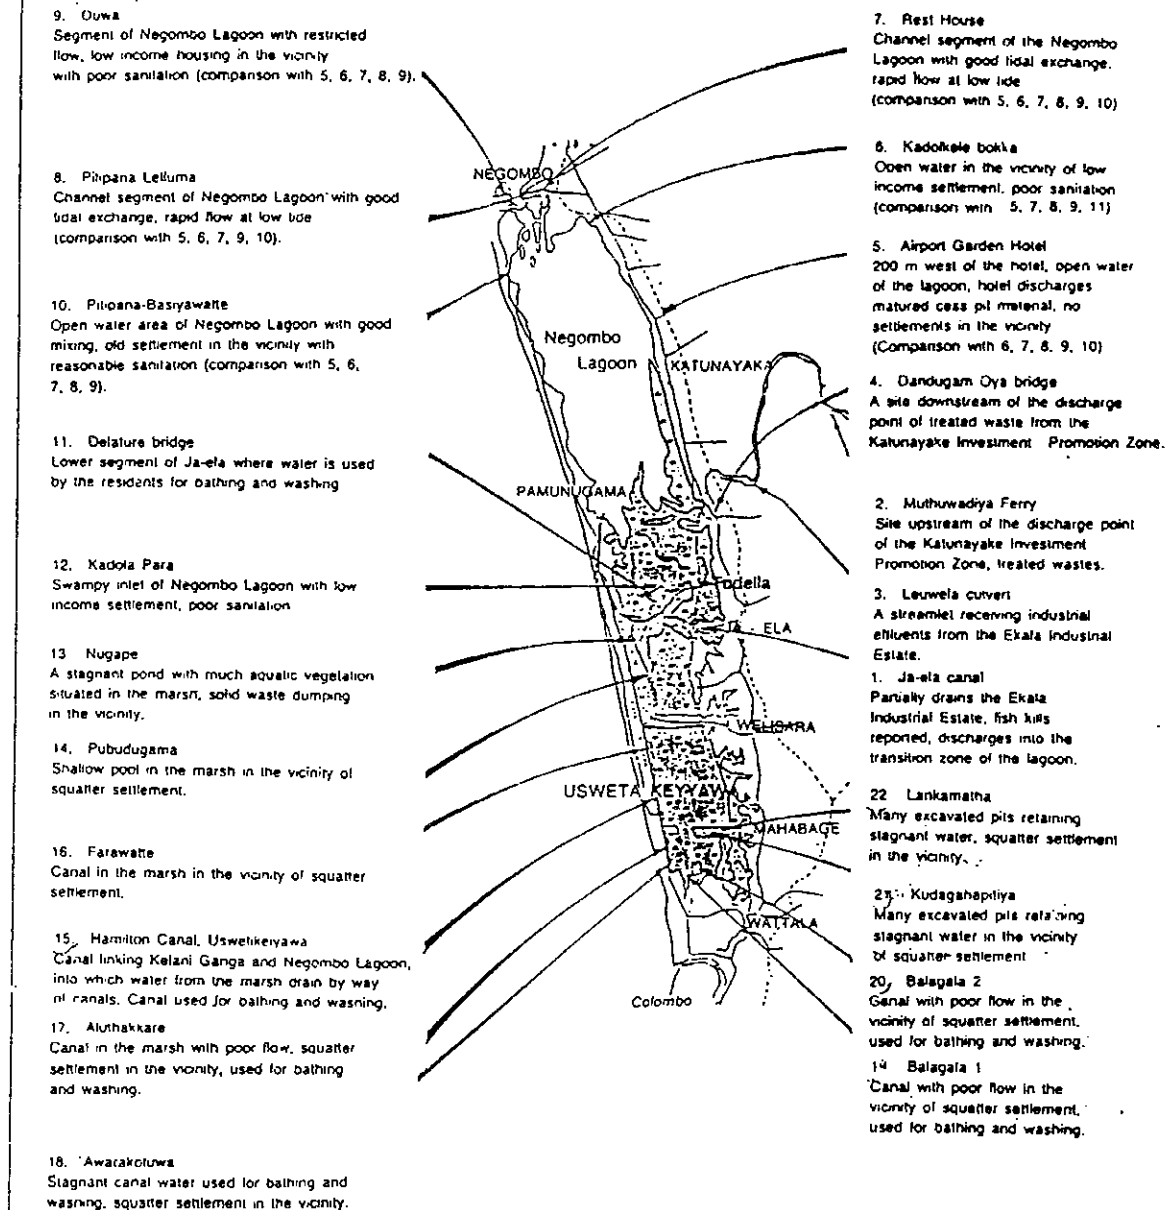 9. Ouwa
Segment of Negombo Lagoon with restricted
flow, low income housing in the vicinity
with poor sanitation (comparison with 5, 6, 7, 8, 9).
8. Pitipana Lelluma
Channel segment of Negombo Lagoon with good
tidal exchange, rapid flow at low tide
(comparison with 5, 6, 7, 9, 10).
10. Pitipana-Basiyawatte
Open water area of Negombo Lagoon with good
mixing, old settlement in the vicinity with
reasonable sanitation (comparison with 5, 6,
7, 8, 9).
11. Delature bridge
Lower segment of Ja-ela where water is used
by the residents for bathing and washing
12. Kadola Para
Swampy inlet of Negombo Lagoon with low
income settlement, poor sanitation
13 Nugape
A stagnant pond with much aquatic vegetation
situated in the marsh, solid waste dumping
in the vicinity.
14. Pubudugama
Shallow pool in the marsh in the vicinity of
squatter settlement.
16. Farawatte
Canal in the marsh in the vicinity of squatter
settlement.
15, Hamilton Canal, Uswetikeiyawa
Canal linking Kelani Ganga and Negombo Lagoon,
into which water from the marsh drain by way
of canals. Canal used for bathing and washing.
17. Aluthakkare
Canal in the marsh with poor flow, squatter
settlement in the vicinity, used for bathing
and washing.
18. Awarakotuwa
Stagnant canal water used for bathing and
washing, squatter settlement in the vicinity.
NEGOMBO
Negombo
Lagoon
KATUNAYAKA
PAMUNUGAMA
Todella
JA - ELA
WELISARA
USWETA KEYYAWA
MAHABAGE
WATTALA
Colombo
7. Rest House
Channel segment of the Negombo
Lagoon with good tidal exchange,
rapid flow at low tide
(comparison with 5, 6, 7, 8, 9, 10)
6. Kadolkele bokka
Open water in the vicinity of low
income settlement, poor sanitation
(comparison with 5, 7, 8, 9, 11)
5. Airport Garden Hotel
200 m west of the hotel, open water
of the lagoon, hotel discharges
matured cess pit material, no
settlements in the vicinity
(Comparison with 6, 7, 8, 9, 10)
4. Dandugam Oya bridge
A site downstream of the discharge
point of treated waste from the
Katunayake Investment Promotion Zone.
2. Muthuwadiya Ferry
Site upstream of the discharge point
of the Katunayake Investment
Promotion Zone, treated wastes.
3. Leuwela culvert
A streamlet receiving industrial
effluents from the Ekala Industrial
Estate.
1. Ja-ela canal
Partially drains the Ekala
Industrial Estate, fish kills
reported, discharges into the
transition zone of the lagoon.
22 Lankamatha
Many excavated pits retaining
stagnant water, squatter settlement
in the vicinity.
Kudagahapitiya
Many excavated pits retaining
stagnant water in the vicinity
of squatter settlement
20, Balagala 2
Canal with poor flow in the
vicinity of squatter settlement,
used for bathing and washing.
Balagala 1
Canal with poor flow in the
vicinity of squatter settlement,
used for bathing and washing.